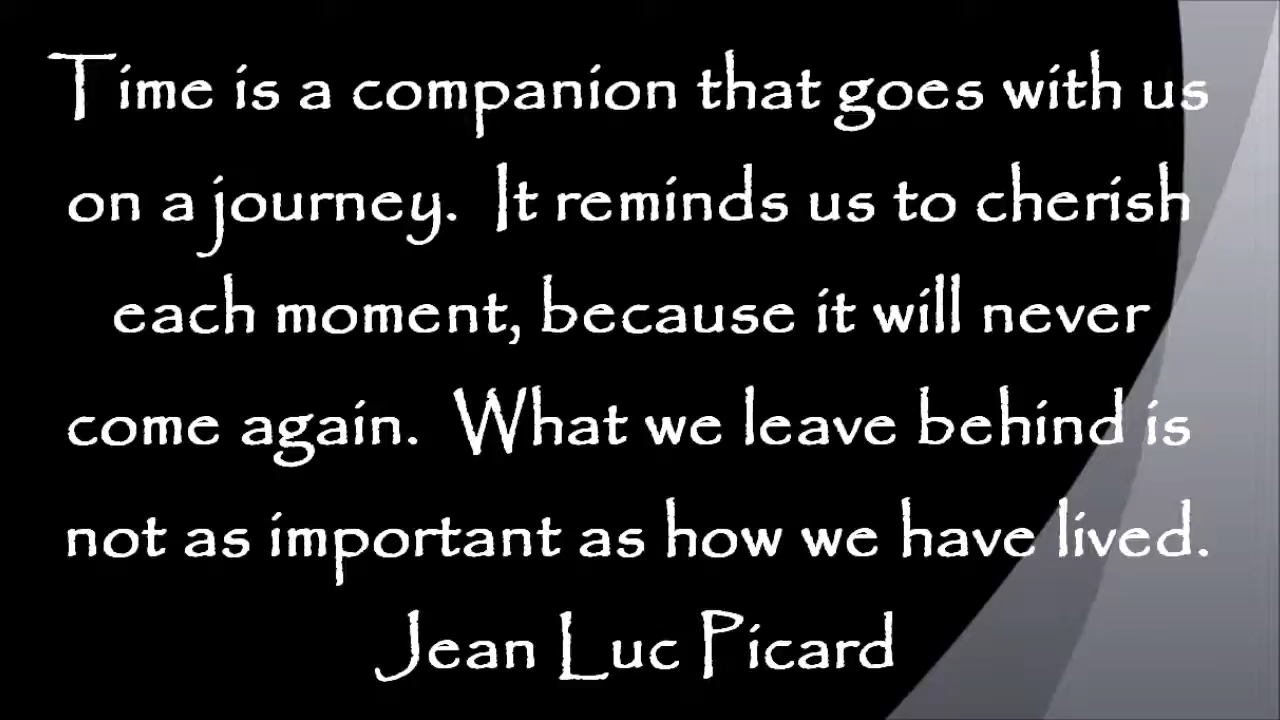 Time is a companion that goes with us
on a journey.  It reminds us to cherish
each moment, because it will never
come again.  What we leave behind is
not as important as how we have lived.
Jean Luc Picard